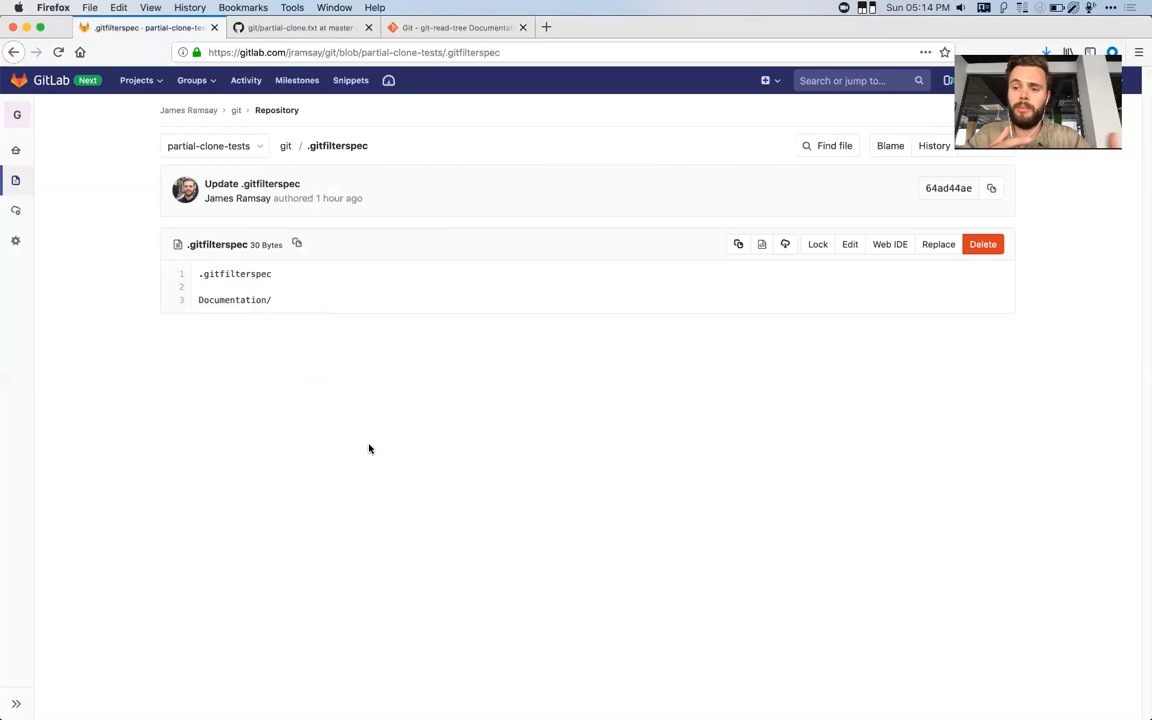 Firefox File Edit View History Bookmarks Tools Window Help Sun 05:14 PM
.gitfilterspec · partial-clone-tes
git/partial-clone.txt at master ·
Git - git-read-tree Documentati
https://gitlab.com/jramsay/git/blob/partial-clone-tests/.gitfilterspec
GitLab Next Projects Groups Activity Milestones Snippets Search or jump to...
G
James Ramsay > git > Repository
partial-clone-tests git / .gitfilterspec Find file Blame History
Update .gitfilterspec
James Ramsay authored 1 hour ago
64ad44ae
.gitfilterspec 30 Bytes Lock Edit Web IDE Replace Delete
1 .gitfilterspec
2
3 Documentation/